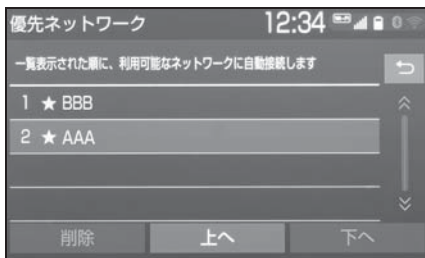 優先ネットワーク 12:34
一覧表示された順に、利用可能なネットワークに自動接続します
1 ★ BBB
2 ★ AAA
削除 上へ 下へ